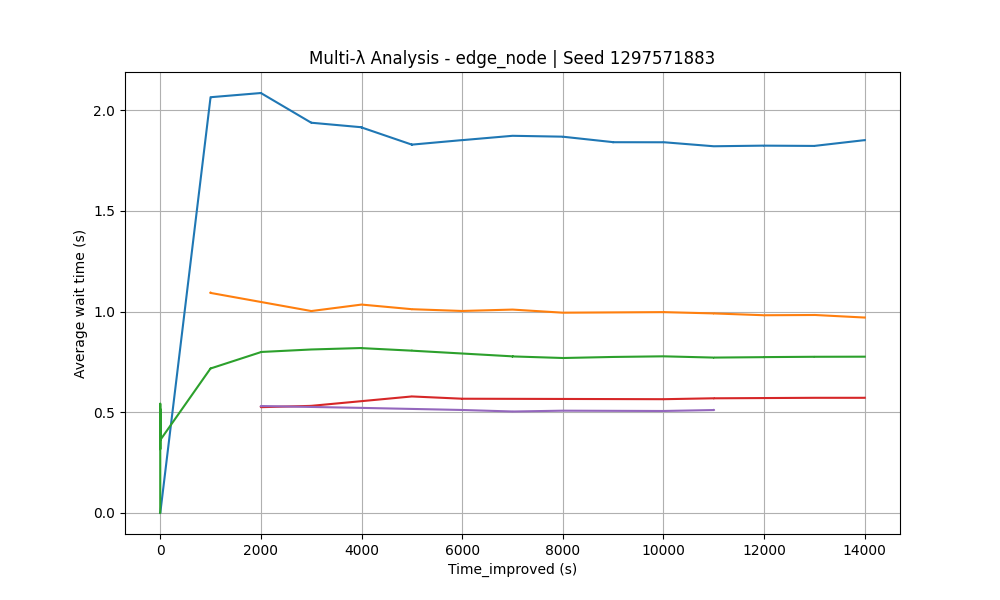 Multi-λ Analysis - edge_node | Seed 1297571883
Average wait time (s)
2.0
1.5
1.0
0.5
0.0
0 2000 4000 6000 8000 10000 12000 14000
Time_improved (s)